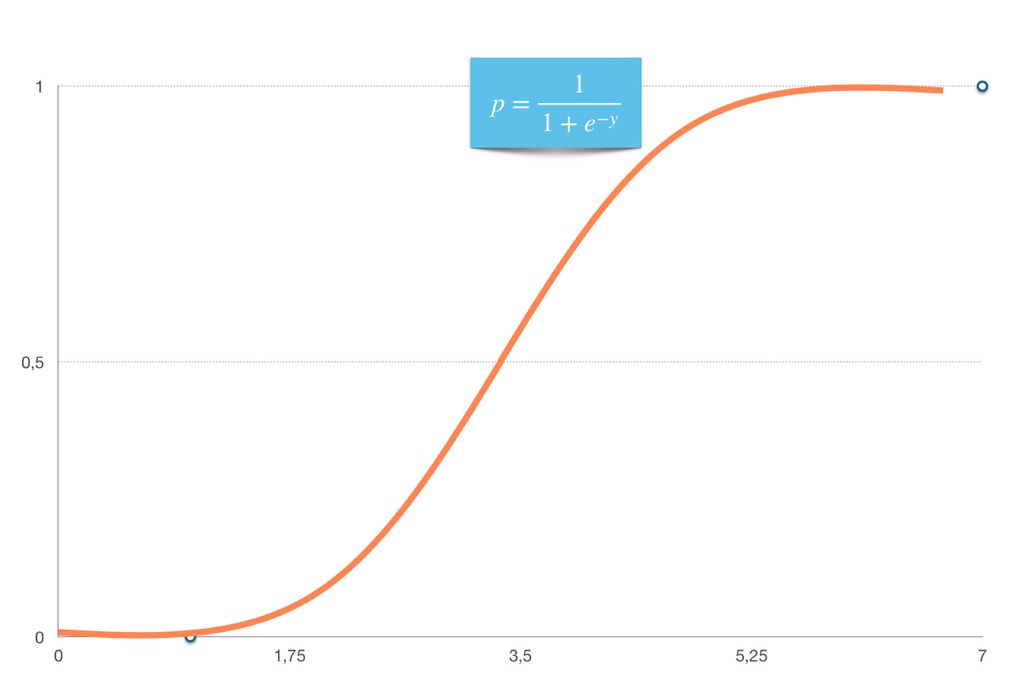 1
p = 1 / (1 + e^{-y})
0,5
0
0 1,75 3,5 5,25 7